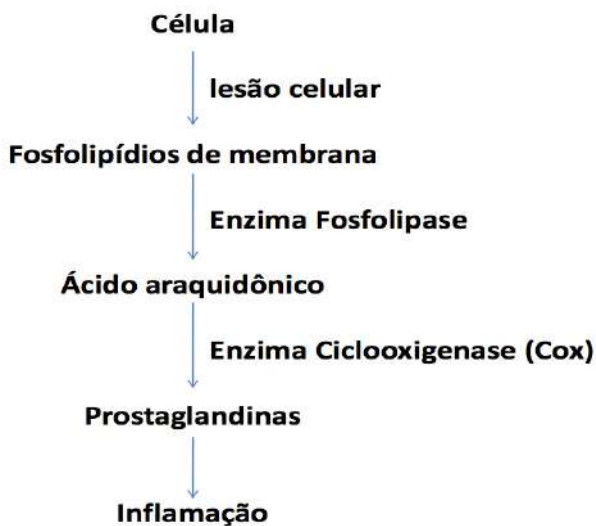 Célula
lesão celular
Fosfolipídios de membrana
Enzima Fosfolipase
Ácido araquidônico
Enzima Ciclooxigenase (Cox)
Prostaglandinas
Inflamação